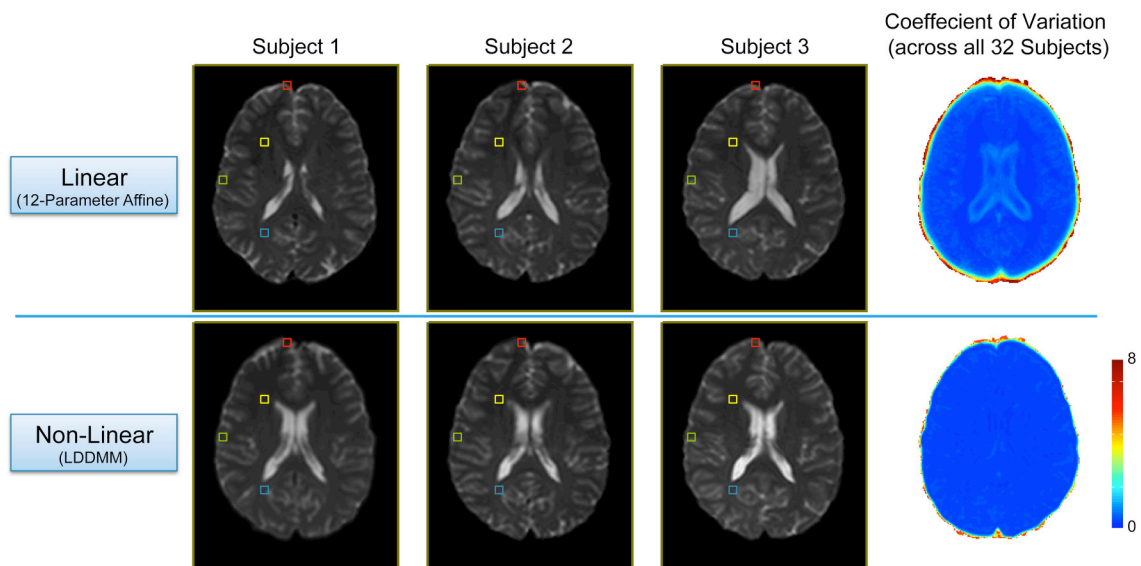 Coeffecient of Variation
(across all 32 Subjects)
Subject 1
Subject 2
Subject 3
Linear
(12-Parameter Affine)
Non-Linear
(LDDMM)
8
0